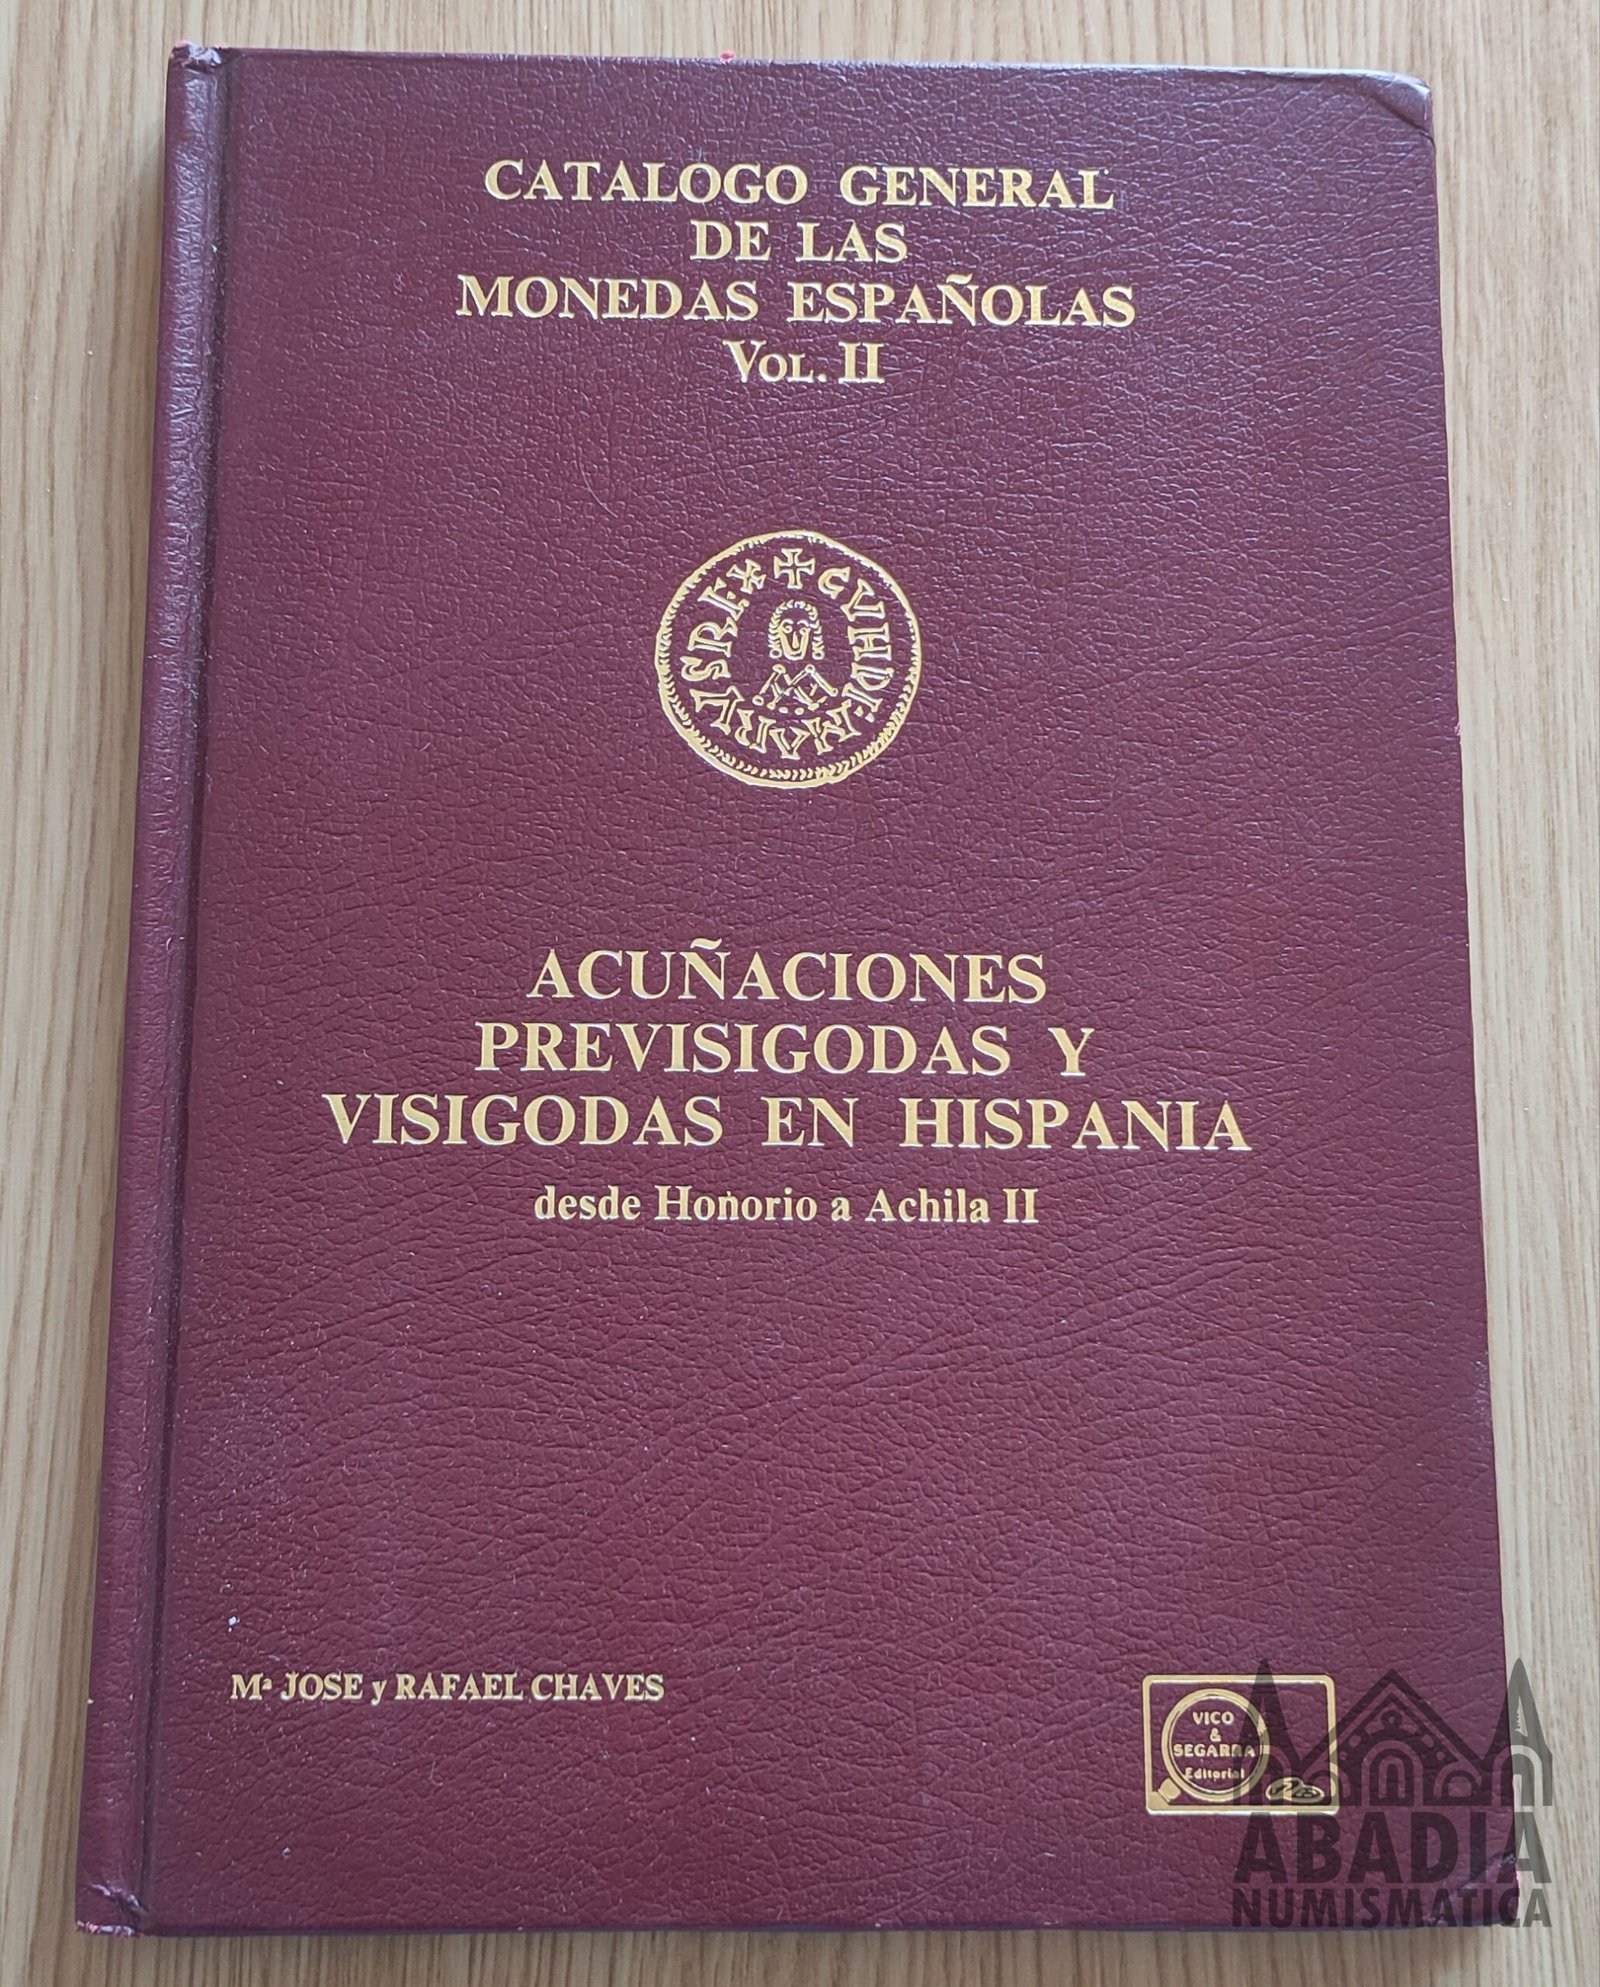 CATALOGO GENERAL
DE LAS
MONEDAS ESPAÑOLAS
VOL. II
ACUÑACIONES
PREVISIGODAS Y
VISIGODAS EN HISPANIA
desde Honorio a Achila II
Mª JOSE y RAFAEL CHAVES
VICO
&
SEGARRA
Editorial
ABADIA
NUMISMATICA